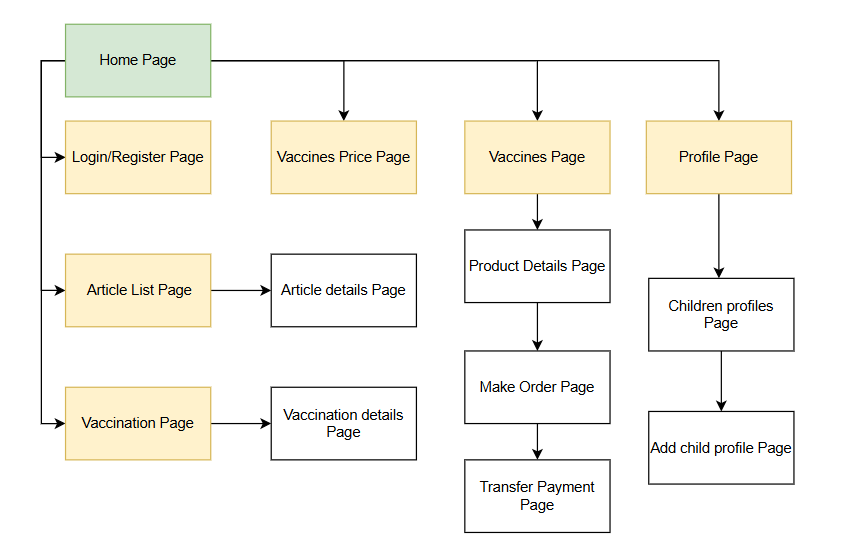 Home Page
Login/Register Page
Vaccines Price Page
Vaccines Page
Profile Page
Article List Page
Article details Page
Product Details Page
Children profiles
Page
Vaccination Page
Vaccination details
Page
Make Order Page
Add child profile Page
Transfer Payment
Page